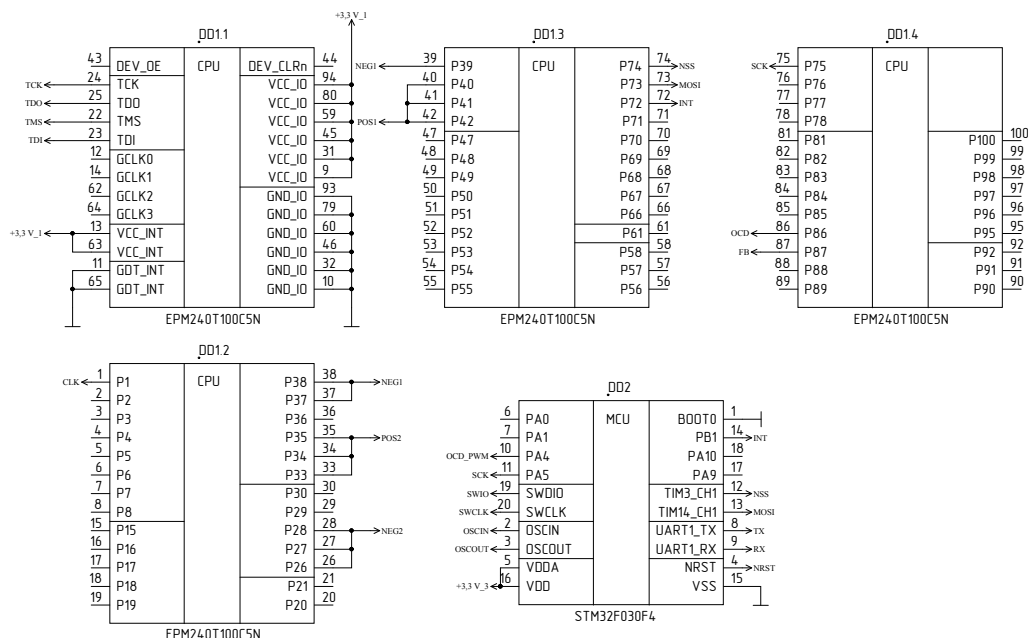 +3,3 V_1
DD1.1
43 DEV_OE CPU DEV_CLRn 44
TCK 24 TCK VCC_IO 94
TDO 25 TDO VCC_IO 80
TMS 22 TMS VCC_IO 59
TDI 23 TDI VCC_IO 45
12 GCLK0 VCC_IO 31
14 GCLK1 VCC_IO 9
62 GCLK2 GND_IO 93
64 GCLK3 GND_IO 79
+3,3 V_1 13 VCC_INT GND_IO 60
63 VCC_INT GND_IO 46
11 GDT_INT GND_IO 32
65 GDT_INT GND_IO 10
EPM240T100C5N
DD1.3
NEG1 39 P39 CPU P74 74 NSS
40 P40 P73 73 MOSI
41 P41 P72 72 INT
POS1 42 P42 P71 71
47 P47 P70 70
48 P48 P69 69
49 P49 P68 68
50 P50 P67 67
51 P51 P66 66
52 P52 P61 61
53 P53 P58 58
54 P54 P57 57
55 P55 P56 56
EPM240T100C5N
DD1.4
SCK 75 P75 CPU
76 P76
77 P77
78 P78
81 P81 P100 100
82 P82 P99 99
83 P83 P98 98
84 P84 P97 97
85 P85 P96 96
OCD 86 P86 P95 95
FB 87 P87 P92 92
88 P88 P91 91
89 P89 P90 90
EPM240T100C5N
DD1.2
CLK 1 P1 CPU P38 38 NEG1
2 P2 P37 37
3 P3 P36 36
4 P4 P35 35 POS2
5 P5 P34 34
6 P6 P33 33
7 P7 P30 30
8 P8 P29 29
15 P15 P28 28 NEG2
16 P16 P27 27
17 P17 P26 26
18 P18 P21 21
19 P19 P20 20
EPM240T100C5N
DD2
6 PA0 MCU BOOT0 1
7 PA1 PB1 14 INT
OCD_PWM 10 PA4 PA10 18
SCK 11 PA5 PA9 17
SWIO 19 SWDIO TIM3_CH1 12 NSS
SWCLK 20 SWCLK TIM14_CH1 13 MOSI
OSCIN 2 OSCIN UART1_TX 8 TX
OSCOUT 3 OSCOUT UART1_RX 9 RX
5 VDDA NRST 4 NRST
+3,3 V_3 16 VDD VSS 15
STM32F030F4